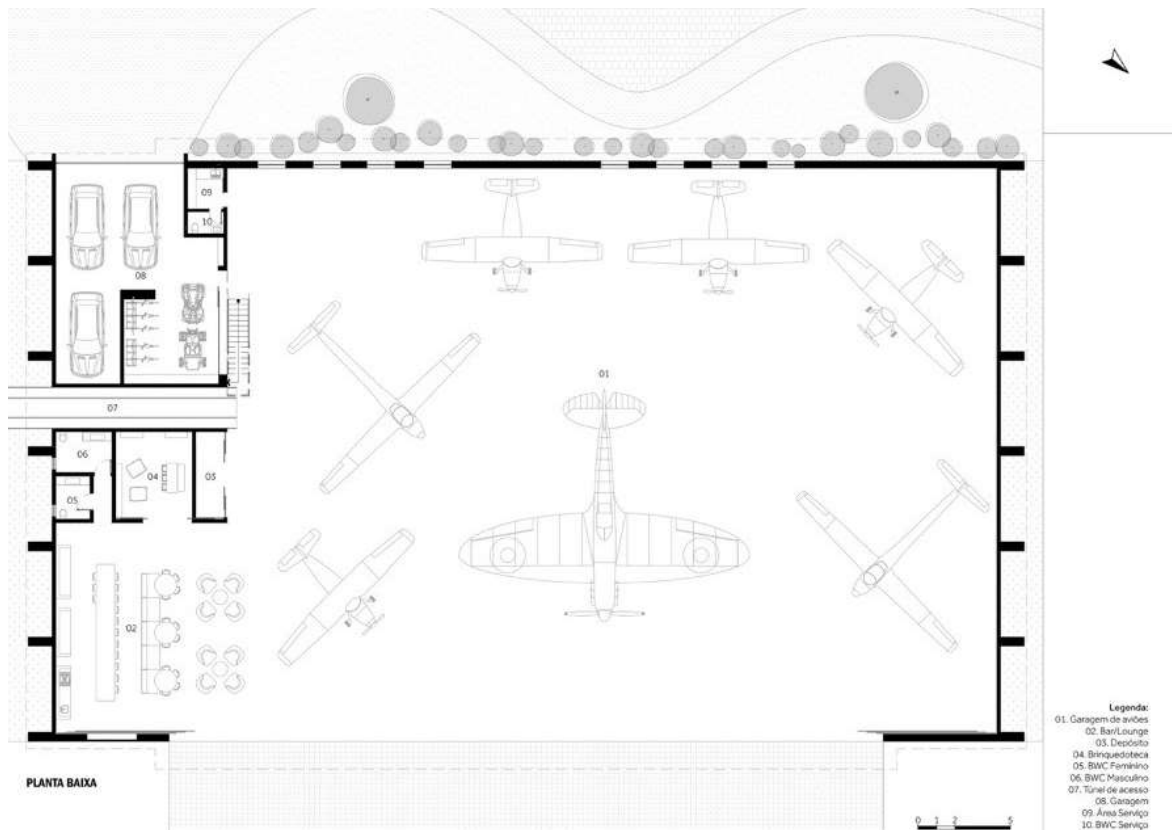 09
10
08
01
07
06
04
03
05
02
PLANTA BAIXA
Legenda:
01. Garagem de aviões
02. Bar/Lounge
03. Depósito
04. Brinquedoteca
05. BWC Feminino
06. BWC Masculino
07. Túnel de acesso
08. Garagem
09. Área Serviço
10. BWC Serviço
0 1 2 5